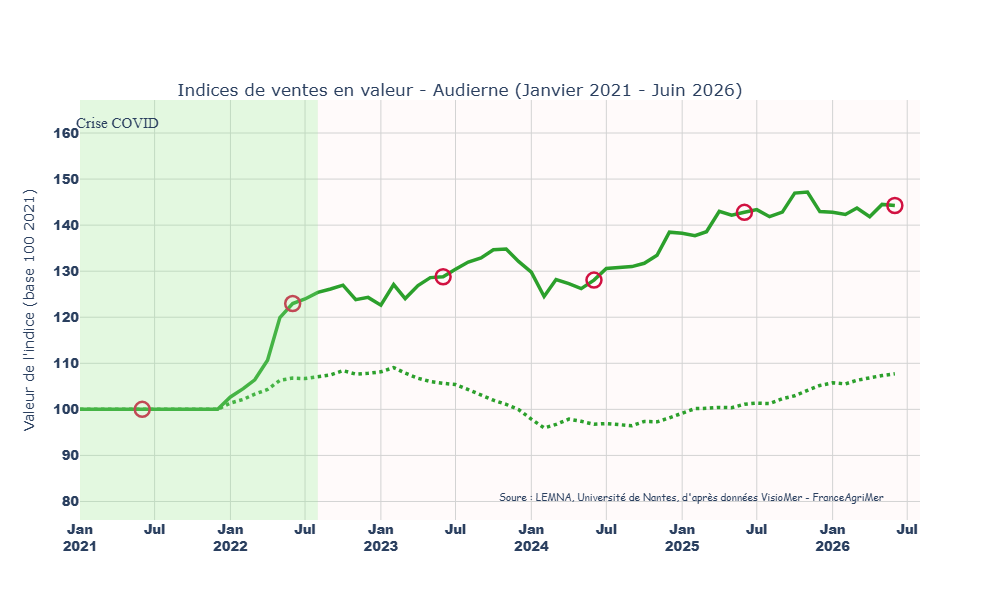 Indices de ventes en valeur - Audierne (Janvier 2021 - Juin 2026)
Crise COVID
Valeur de l'indice (base 100 2021)
160
150
140
130
120
110
100
90
80
Soure : LEMNA, Université de Nantes, d'après données VisioMer - FranceAgriMer
Jan Jul Jan Jul Jan Jul Jan Jul Jan Jul Jan Jul
2021 2022 2023 2024 2025 2026